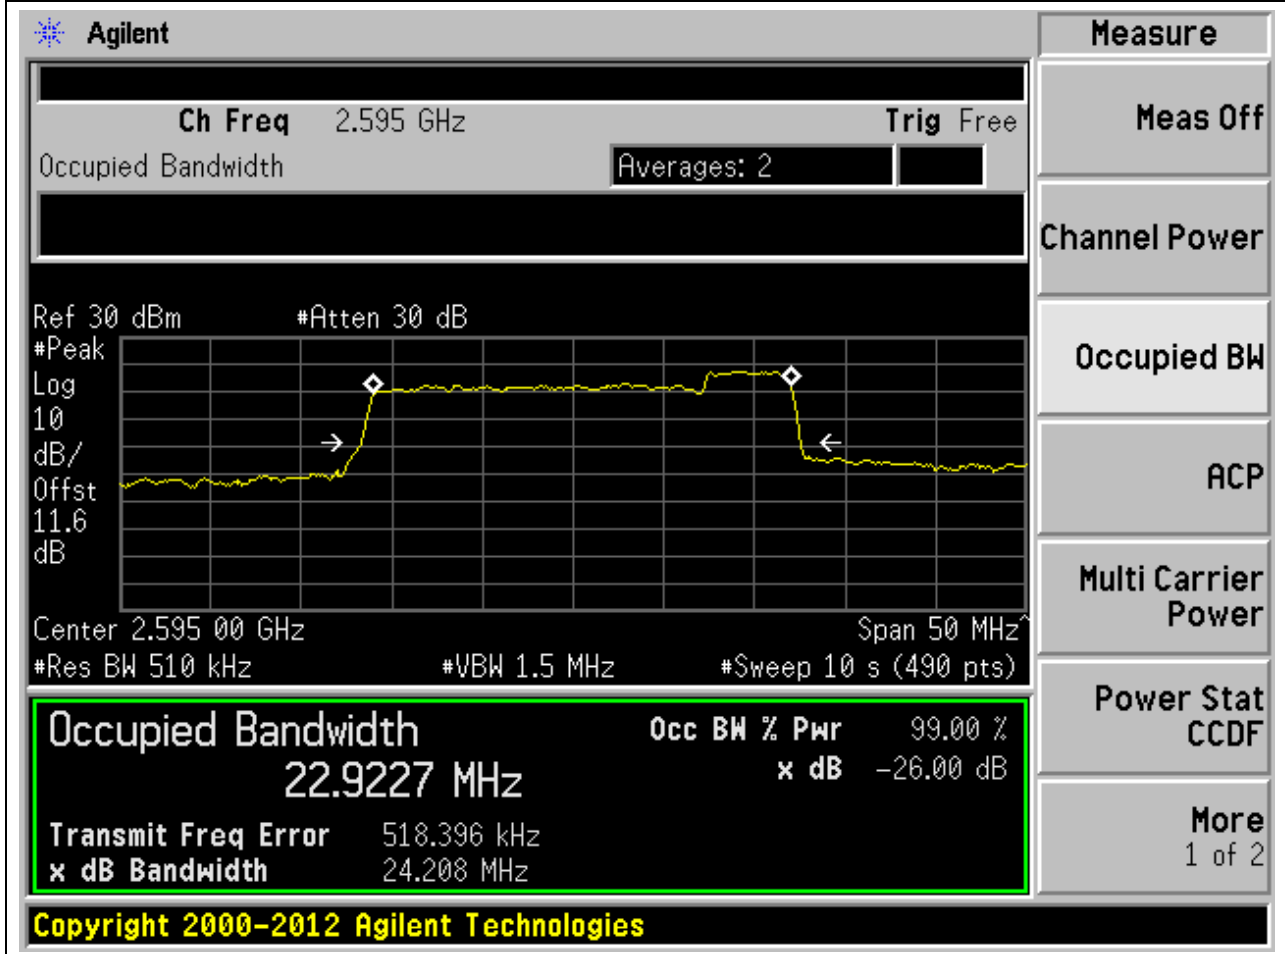 Agilent
Measure
Ch Freq 2.595 GHz Trig Free
Meas Off
Occupied Bandwidth Averages: 2
Channel Power
Ref 30 dBm #Atten 30 dB
#Peak
Log
10
dB/
Offst
11.6
dB
Occupied BW
ACP
Center 2.595 00 GHz Span 50 MHz^
#Res BW 510 kHz #VBW 1.5 MHz #Sweep 10 s (490 pts)
Multi Carrier
Power
Occupied Bandwidth Occ BW % Pwr 99.00 %
22.9227 MHz x dB -26.00 dB
Transmit Freq Error 518.396 kHz
x dB Bandwidth 24.208 MHz
Power Stat
CCDF
More
1 of 2
Copyright 2000-2012 Agilent Technologies